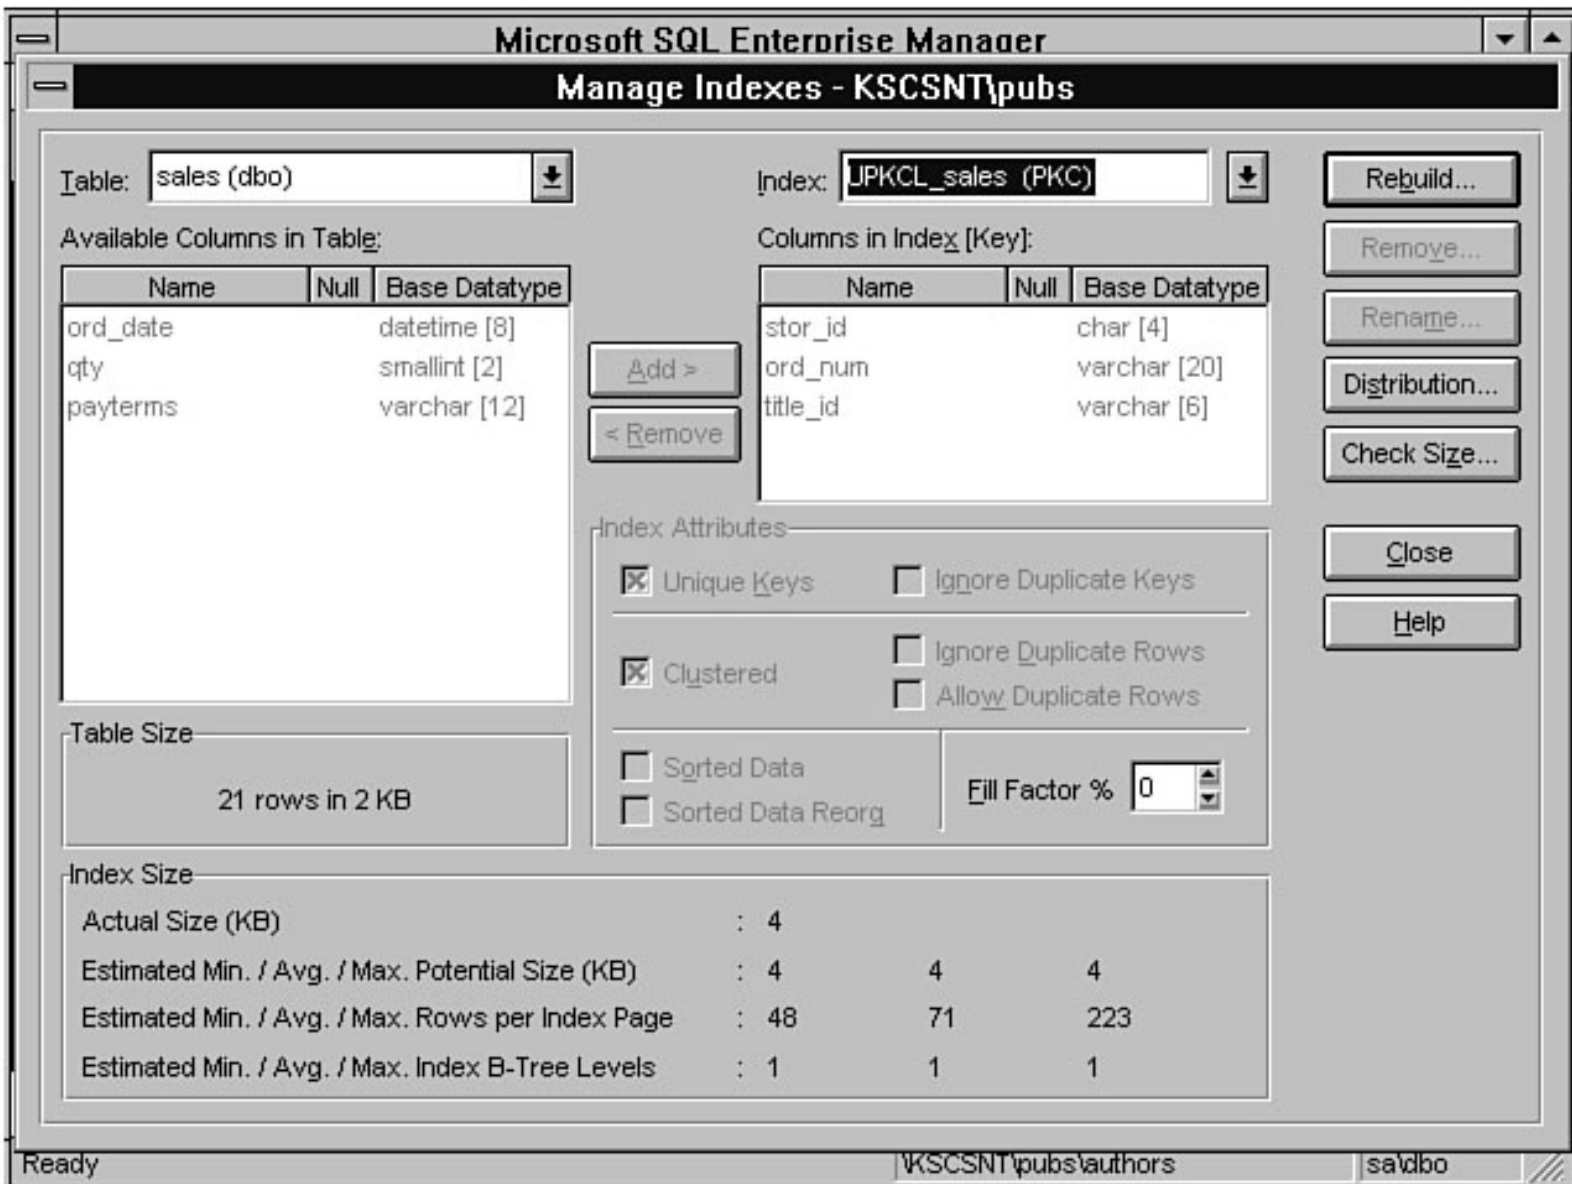 Microsoft SQL Enterprise Manager
Manage Indexes - KSCSNT\pubs
Table: sales (dbo)
Index: UPKCL_sales (PKC)
Rebuild...
Available Columns in Table:
Columns in Index [Key]:
Remove...
Name Null Base Datatype
Name Null Base Datatype
ord_date datetime [8]
stor_id char [4]
Rename...
qty smallint [2]
Add >
ord_num varchar [20]
payterms varchar [12]
title_id varchar [6]
Distribution...
< Remove
Check Size...
Index Attributes
Close
Unique Keys
Ignore Duplicate Keys
Help
Clustered
Ignore Duplicate Rows
Allow Duplicate Rows
Table Size
21 rows in 2 KB
Sorted Data
Fill Factor % 0
Sorted Data Reorg
Index Size
Actual Size (KB) : 4
Estimated Min. / Avg. / Max. Potential Size (KB) : 4 4 4
Estimated Min. / Avg. / Max. Rows per Index Page : 48 71 223
Estimated Min. / Avg. / Max. Index B-Tree Levels : 1 1 1
Ready
\KSCSNT\pubs\authors
sa\dbo